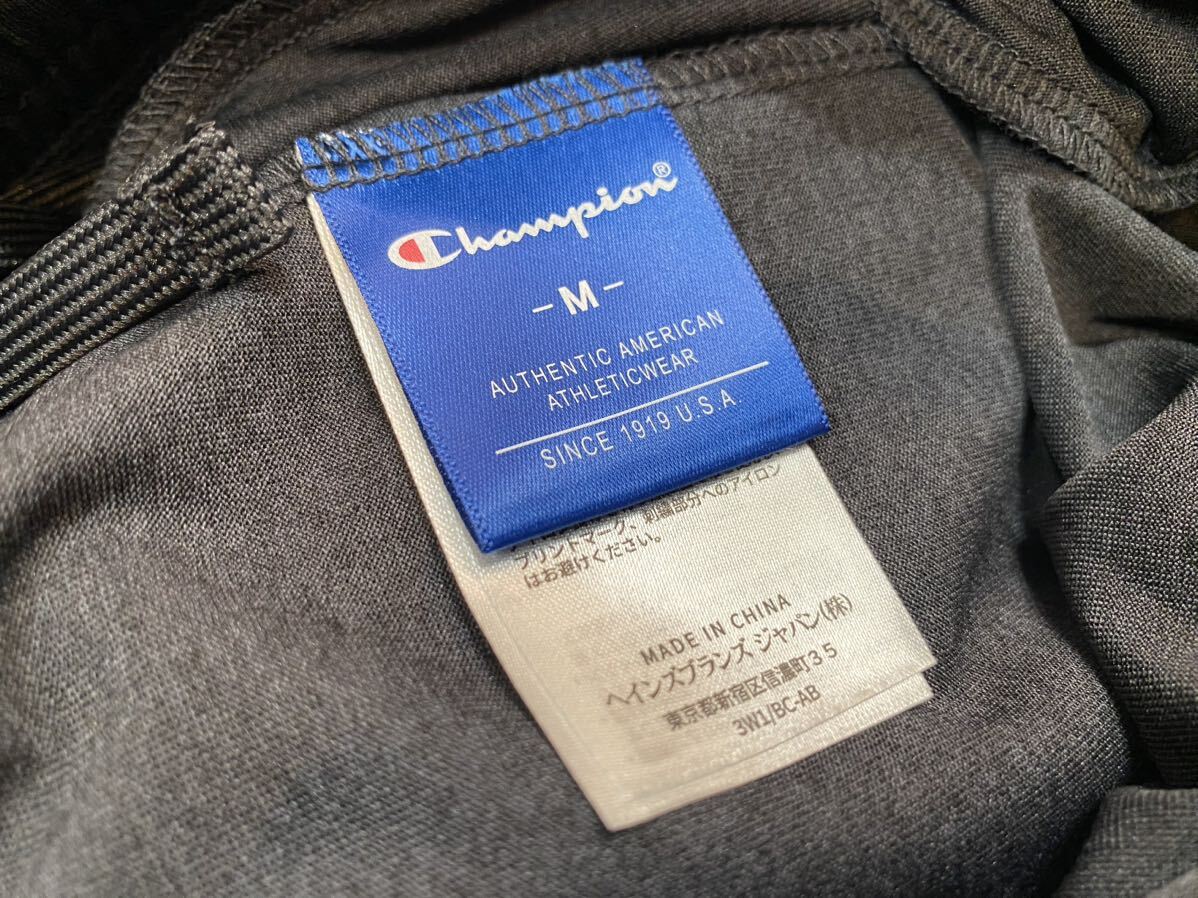 Champion®
- M -
AUTHENTIC AMERICAN
ATHLETICWEAR
SINCE 1919 U.S.A.
プリントマーク、刺繍部分へのアイロン
はお避けください。
MADE IN CHINA
ヘインズブランズ ジャパン(株)
東京都新宿区信濃町35
3W1/BC-AB